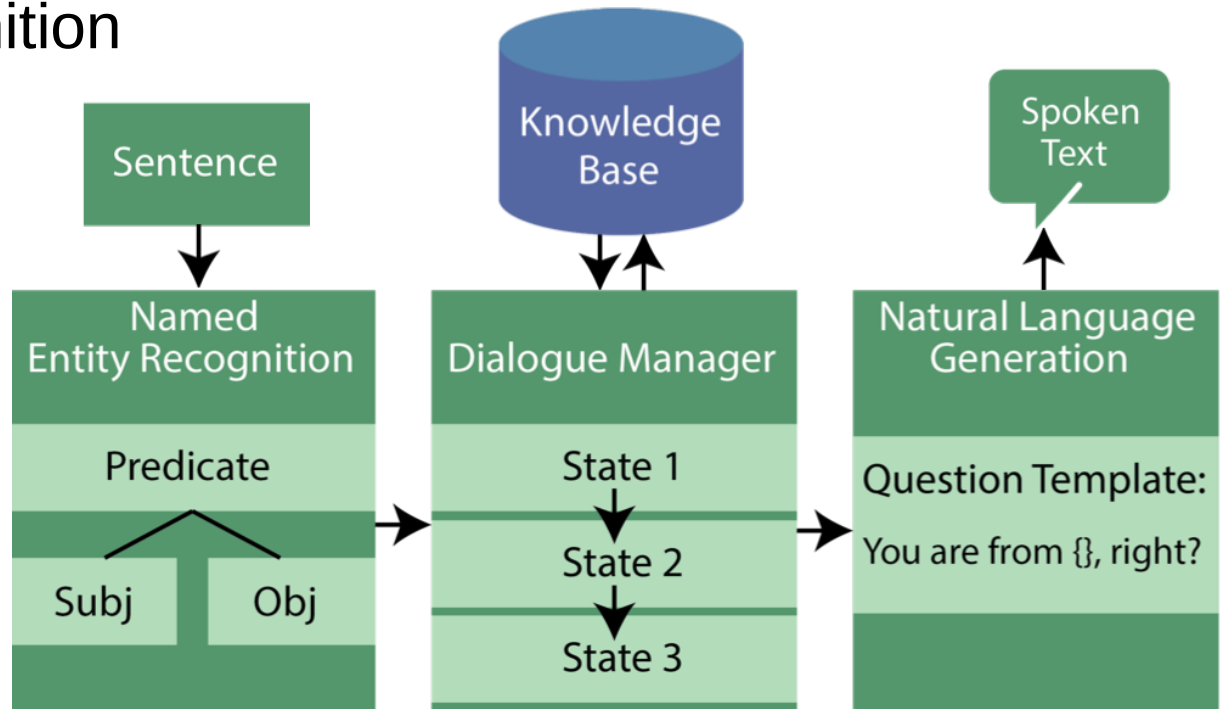 nition
Sentence
Knowledge
Base
Spoken
Text
Named
Entity Recognition
Predicate
Subj
Obj
Dialogue Manager
State 1
State 2
State 3
Natural Language
Generation
Question Template:
You are from {}, right?